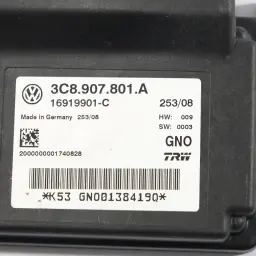 3C8.907.801.A
16919901-C 253/08
Made in Germany 253/08 HW: 009
SW: 0003
GNO
2000000001740828
TRW
*K53 GNO01384190*